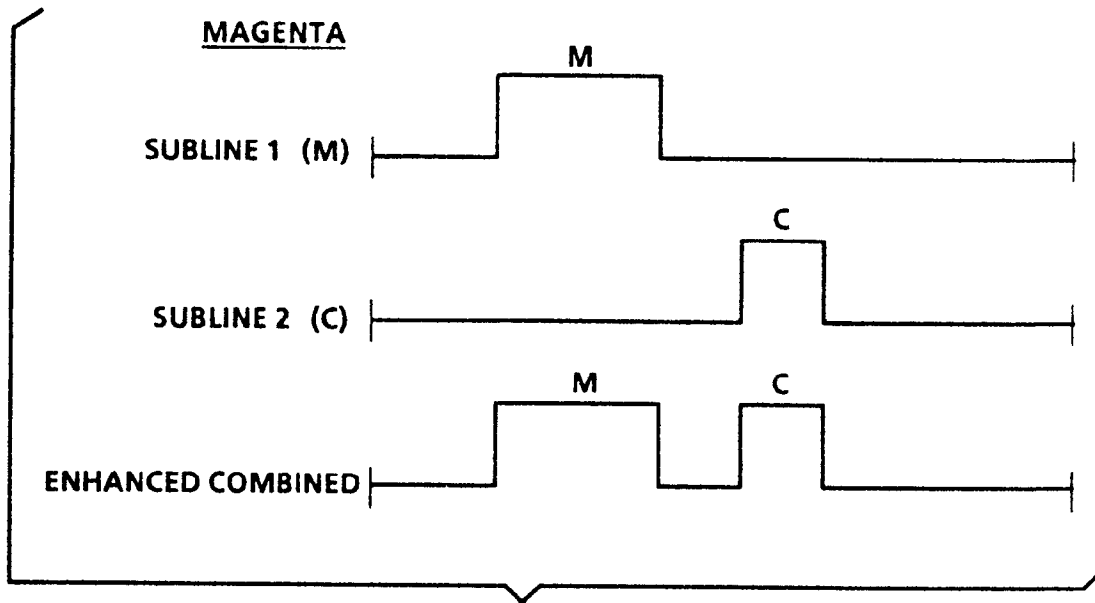 MAGENTA
M
SUBLINE 1 (M)
C
SUBLINE 2 (C)
M C
ENHANCED COMBINED